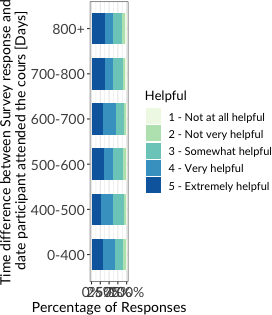 Time difference between Survey response and
date participant attended the cours [Days]
800+
700-800
600-700
500-600
400-500
0-400
Percentage of Responses
Helpful
1 - Not at all helpful
2 - Not very helpful
3 - Somewhat helpful
4 - Very helpful
5 - Extremely helpful